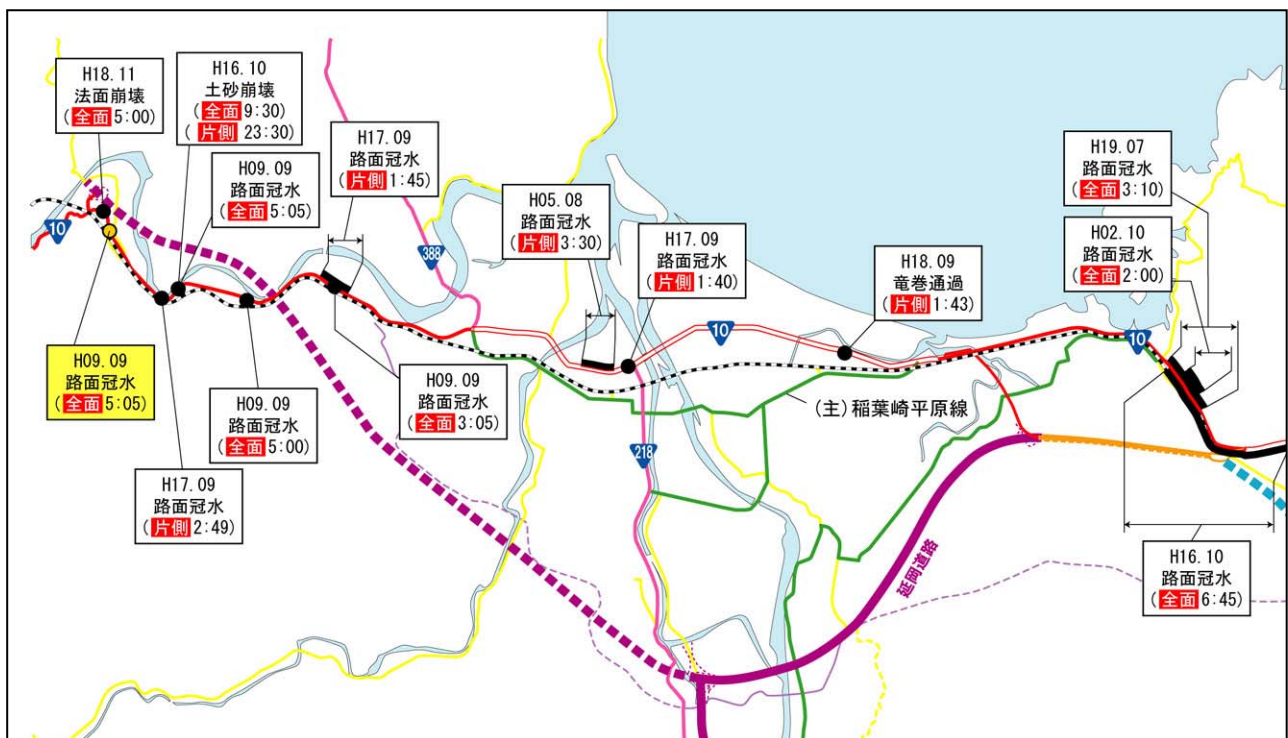 H18.11
法面崩壊
(全面 5:00)
H16.10
土砂崩壊
(全面 9:30)
(片側 23:30)
H09.09
路面冠水
(全面 5:05)
H17.09
路面冠水
(片側 1:45)
H05.08
路面冠水
(片側 3:30)
H17.09
路面冠水
(片側 1:40)
H18.09
竜巻通過
(片側 1:43)
H19.07
路面冠水
(全面 3:10)
H02.10
路面冠水
(全面 2:00)
10
388
10
10
H09.09
路面冠水
(全面 5:05)
H17.09
路面冠水
(片側 2:49)
H09.09
路面冠水
(全面 5:00)
H09.09
路面冠水
(全面 3:05)
(主)稲葉崎平原線
218
延岡道路
H16.10
路面冠水
(全面 6:45)